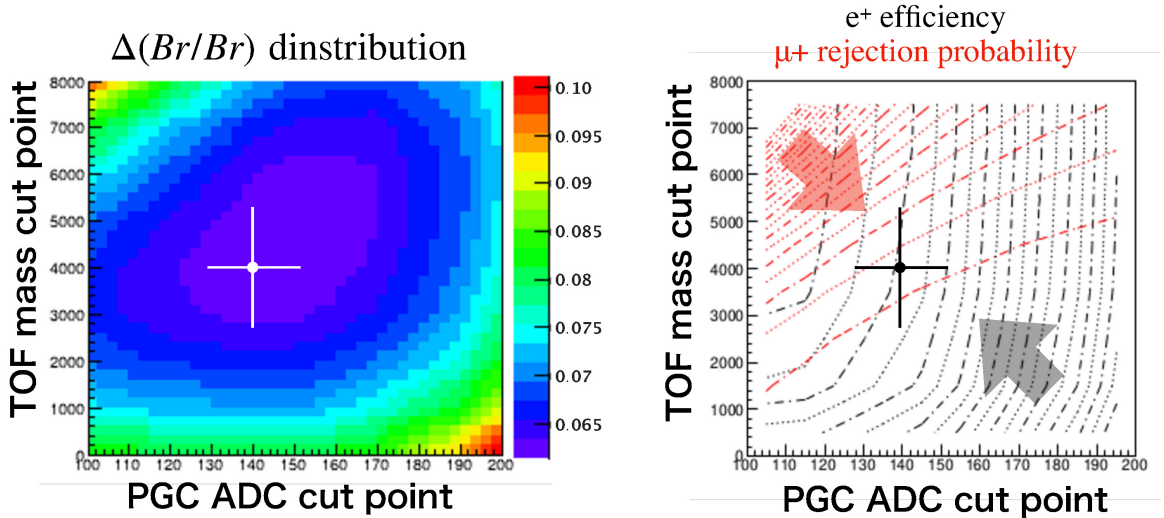 Δ(Br/Br) dinstribution
TOF mass cut point
8000
7000
6000
5000
4000
3000
2000
1000
0
100 110 120 130 140 150 160 170 180 190 200
PGC ADC cut point
0.10
0.095
0.09
0.085
0.08
0.075
0.07
0.065
e⁺ efficiency
μ+ rejection probability
TOF mass cut point
8000
7000
6000
5000
4000
3000
2000
1000
0
100 110 120 130 140 150 160 170 180 190 200
PGC ADC cut point